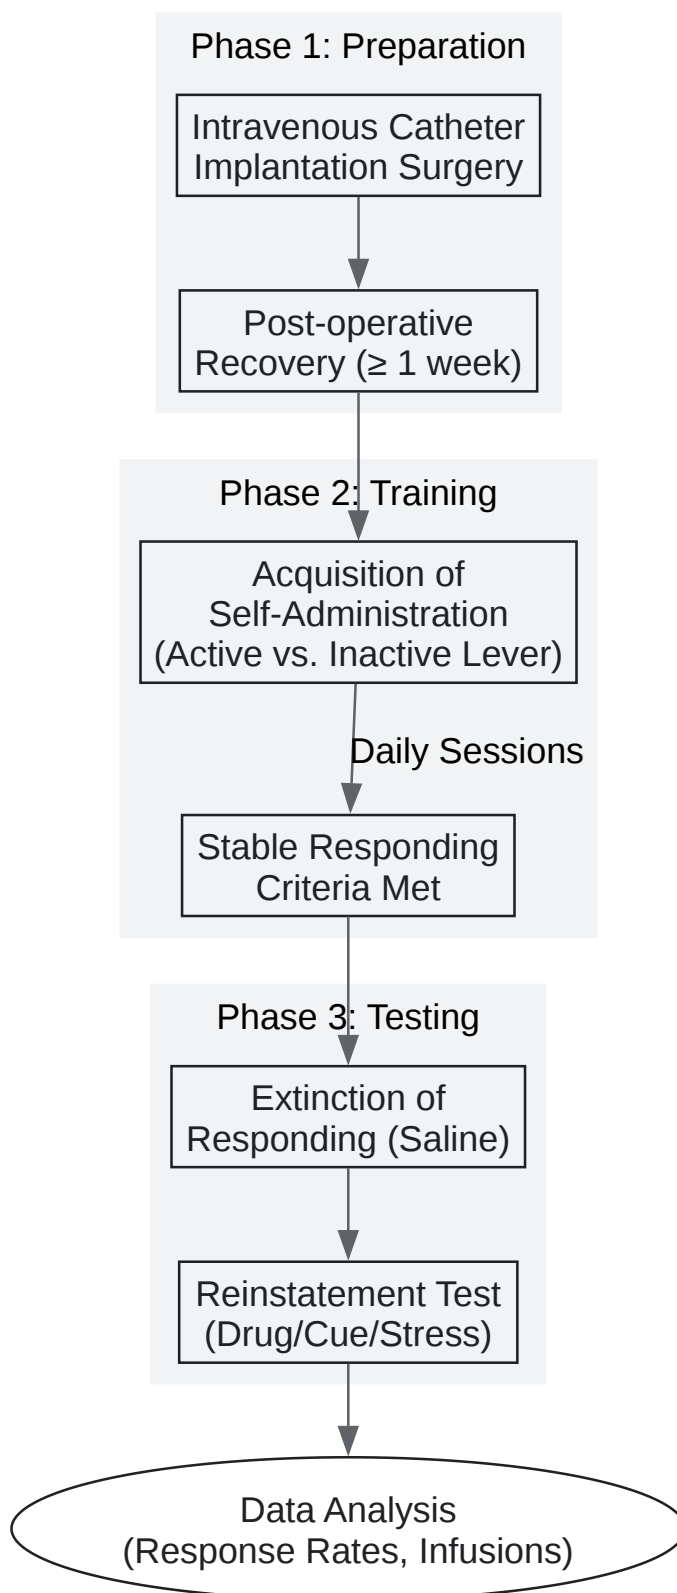 Phase 1: Preparation
Intravenous Catheter
Implantation Surgery
Post-operative
Recovery (≥ 1 week)
Phase 2: Training
Acquisition of
Self-Administration
(Active vs. Inactive Lever)
Daily Sessions
Stable Responding
Criteria Met
Phase 3: Testing
Extinction of
Responding (Saline)
Reinstatement Test
(Drug/Cue/Stress)
Data Analysis
(Response Rates, Infusions)